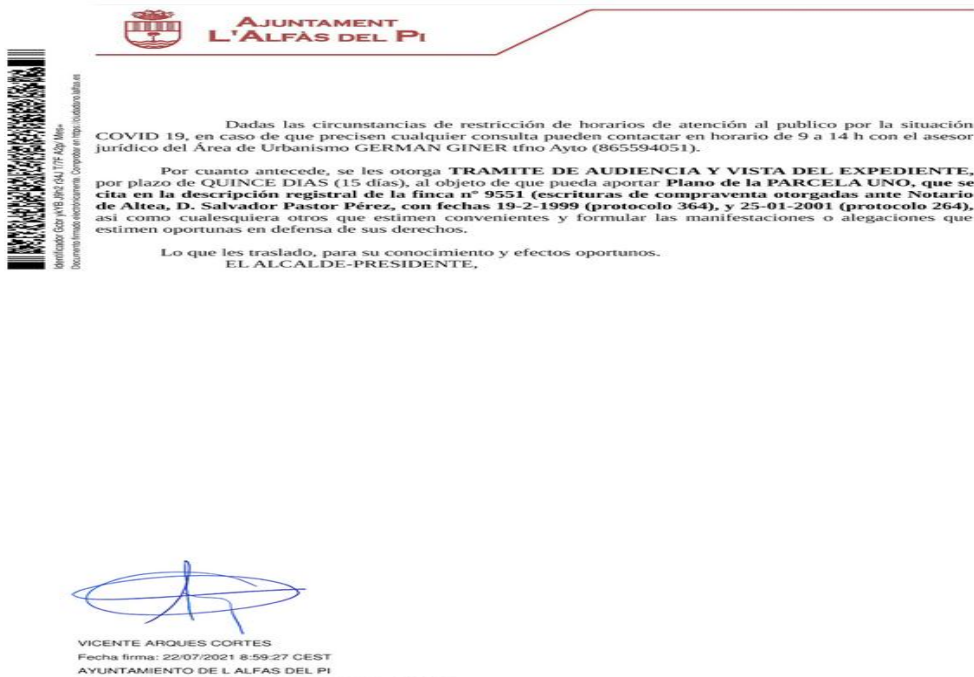 AJUNTAMENT
L'ALFÀS DEL PI
Dadas las circunstancias de restricción de horarios de atención al publico por la situación
COVID 19, en caso de que precisen cualquier consulta pueden contactar en horario de 9 a 14 h con el asesor
jurídico del Área de Urbanismo GERMAN GINER tfno Ayto (865594051).
Por cuanto antecede, se les otorga TRAMITE DE AUDIENCIA Y VISTA DEL EXPEDIENTE,
por plazo de QUINCE DIAS (15 días), al objeto de que pueda aportar Plano de la PARCELA UNO, que se
cita en la descripción registral de la finca nº 9551 (escrituras de compraventa otorgadas ante Notario
de Altea, D. Salvador Pastor Pérez, con fechas 19-2-1999 (protocolo 364), y 25-01-2001 (protocolo 264),
asi como cualesquiera otros que estimen convenientes y formular las manifestaciones o alegaciones que
estimen oportunas en defensa de sus derechos.
Lo que les traslado, para su conocimiento y efectos oportunos.
EL ALCALDE-PRESIDENTE,
VICENTE ARQUES CORTES
Fecha firma: 22/07/2021 8:59:27 CEST
AYUNTAMIENTO DE L ALFAS DEL PI
Identificador
Documento firmado electrónicamente. Comprobar en